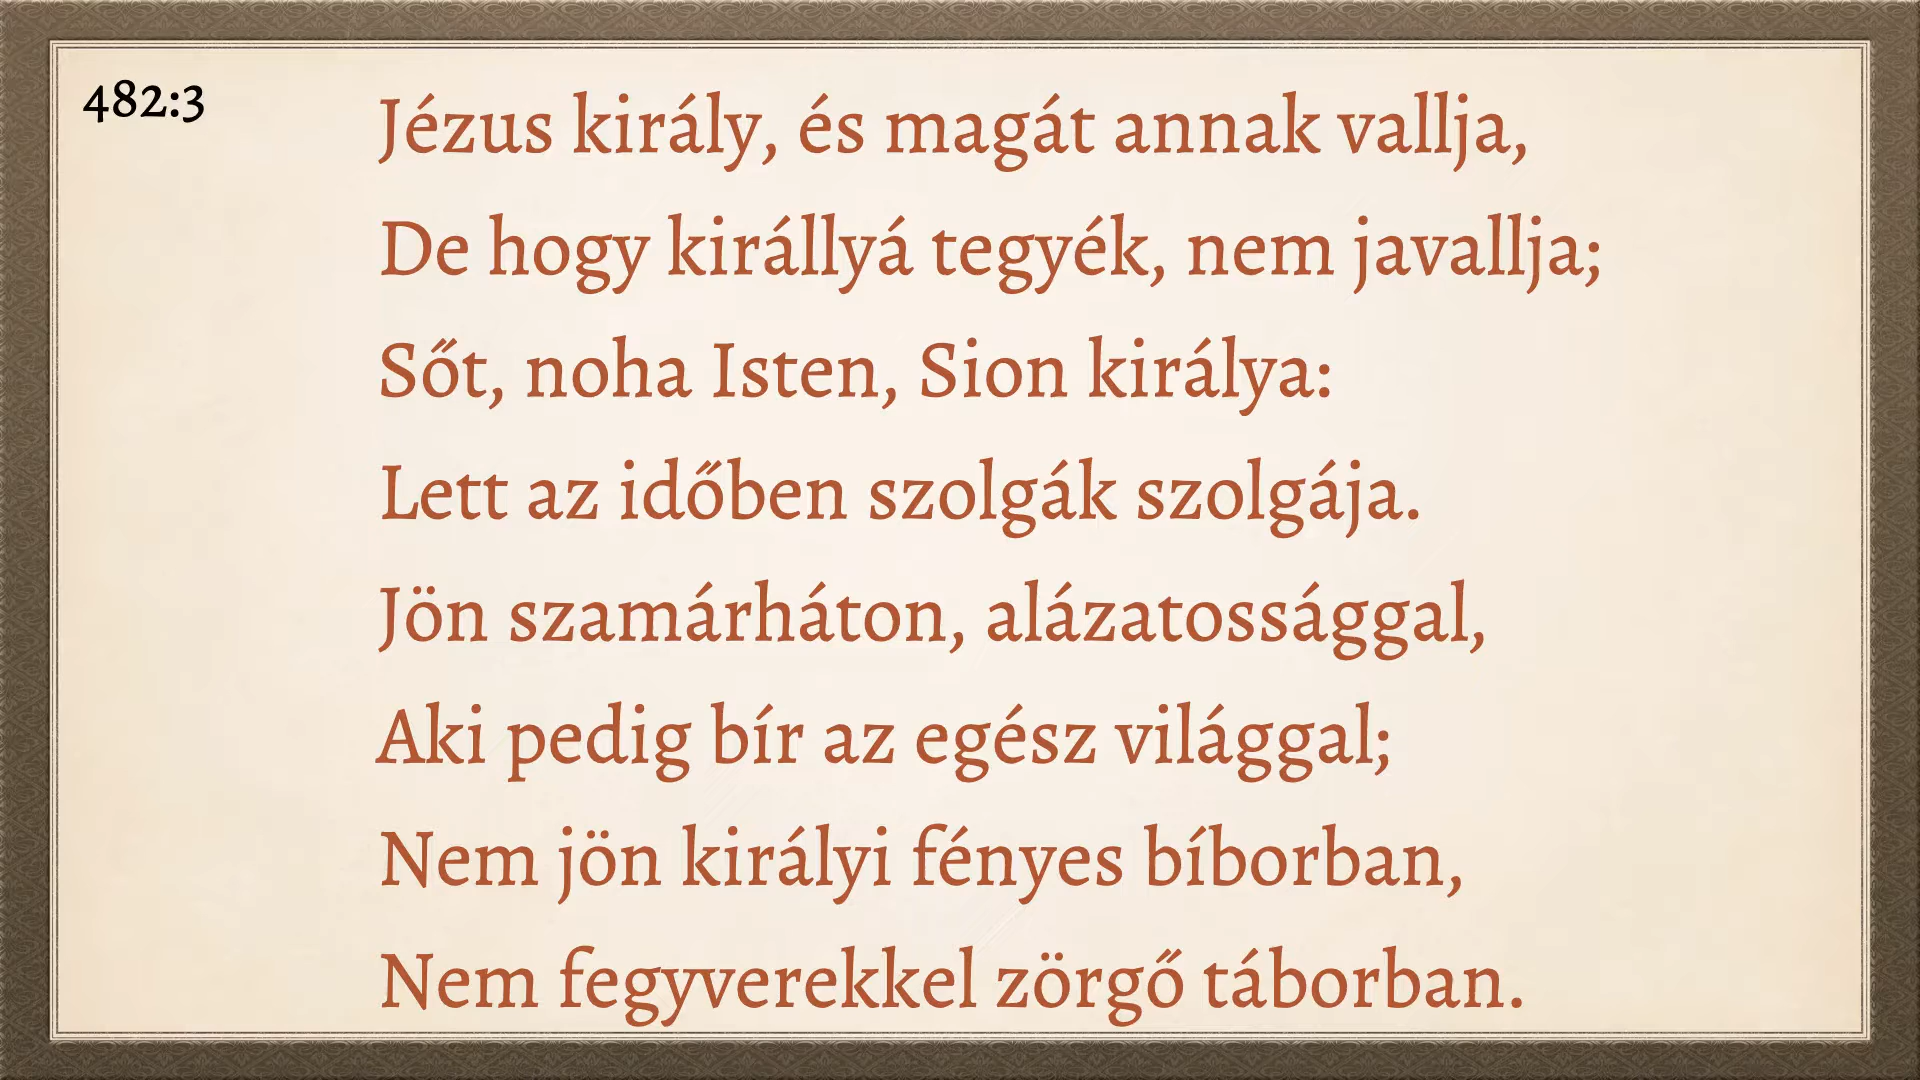 482:3
Jézus király, és magát annak vallja,
De hogy királlyá tegyék, nem javallja;
Sőt, noha Isten, Sion királya:
Lett az időben szolgák szolgája.
Jön szamárháton, alázatossággal,
Aki pedig bír az egész világgal;
Nem jön királyi fényes bíborban,
Nem fegyverekkel zörgő táborban.